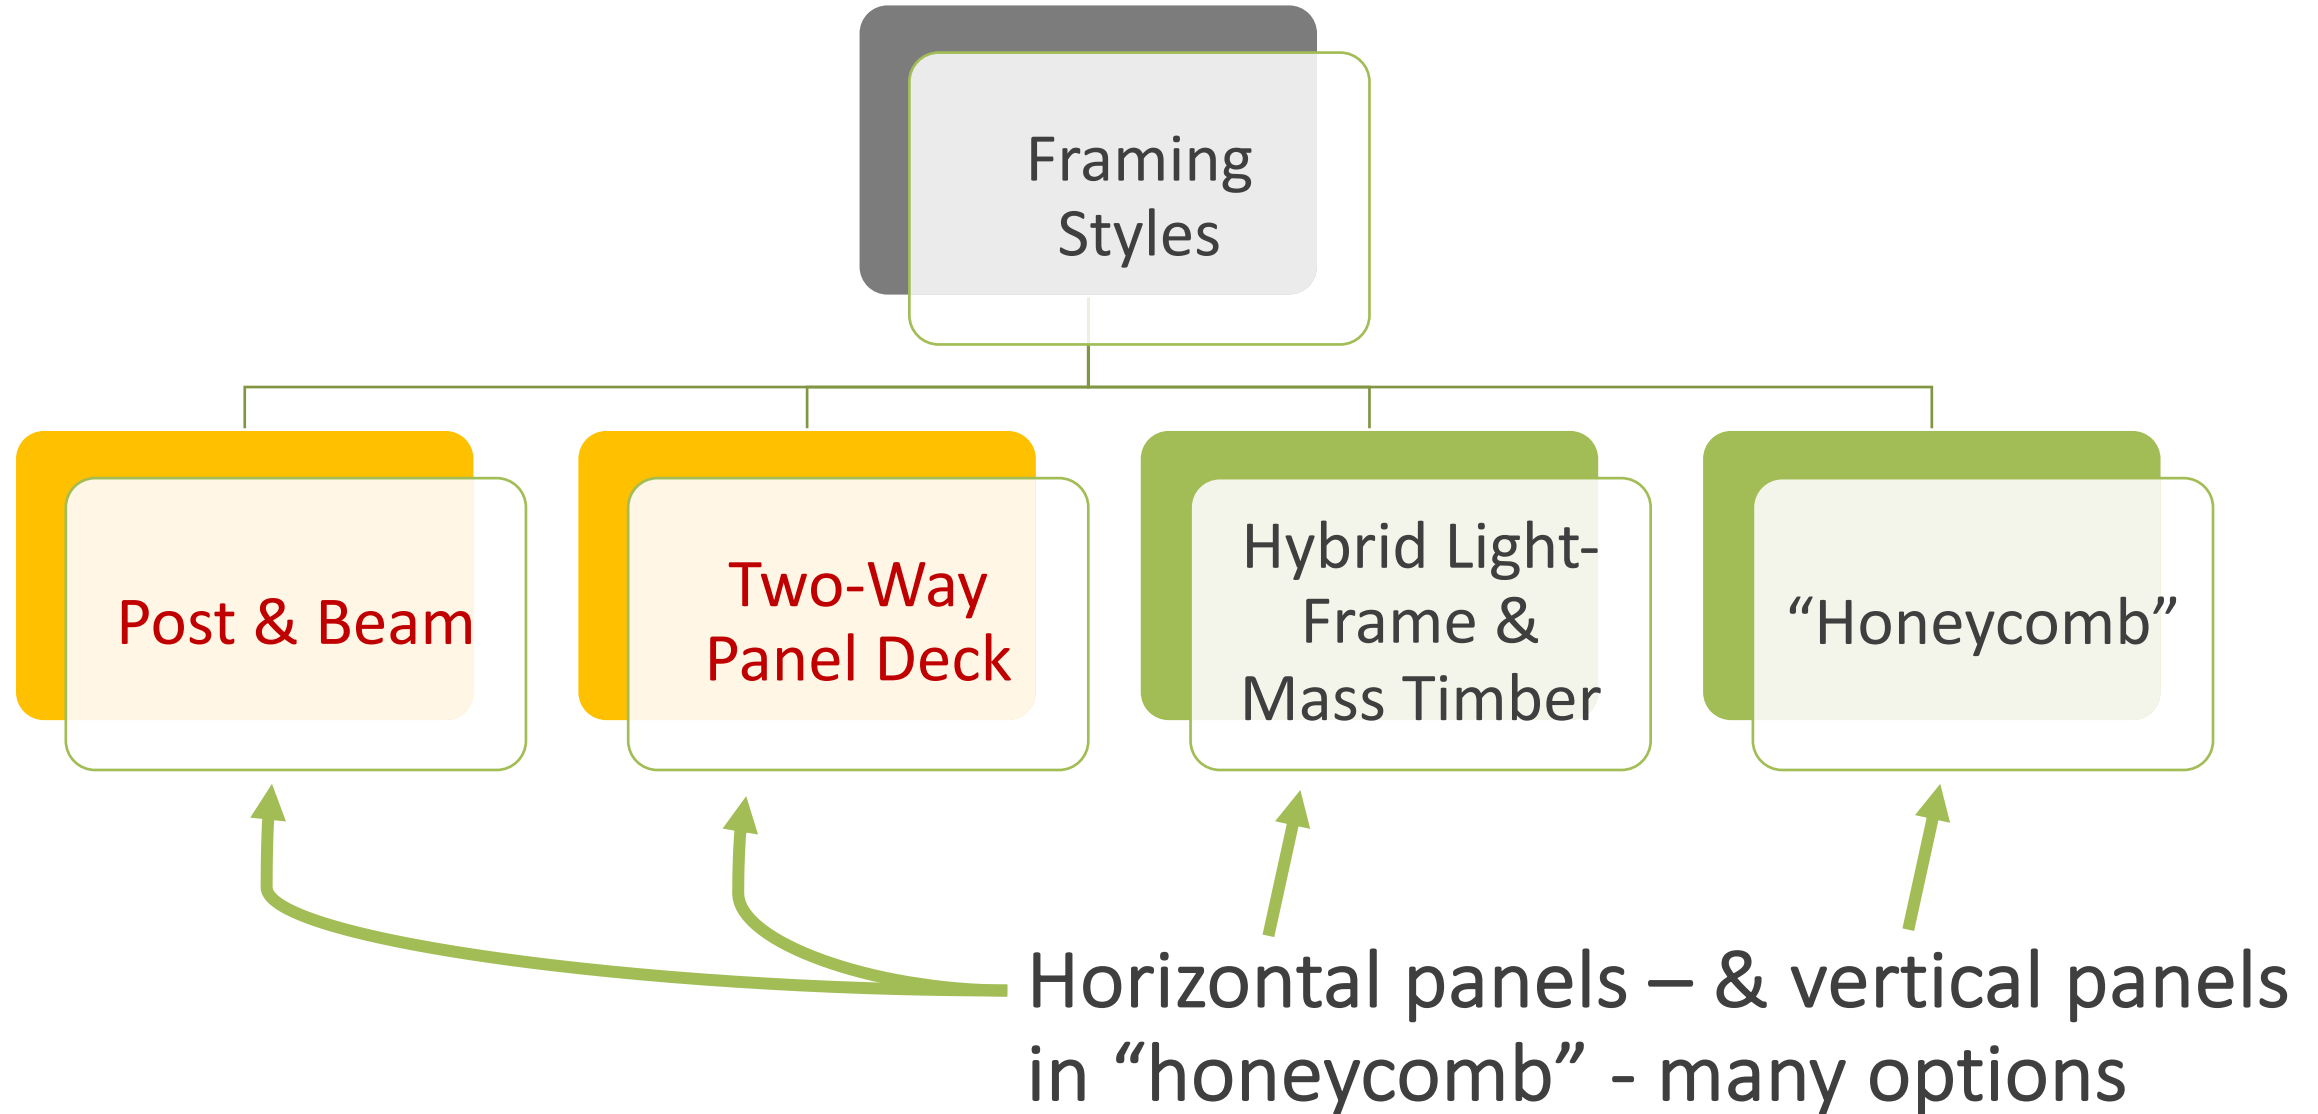 Framing
Styles
Post & Beam
Two-Way
Panel Deck
Hybrid Light-
Frame &
Mass Timber
“Honeycomb”
Horizontal panels – & vertical panels
in “honeycomb” - many options